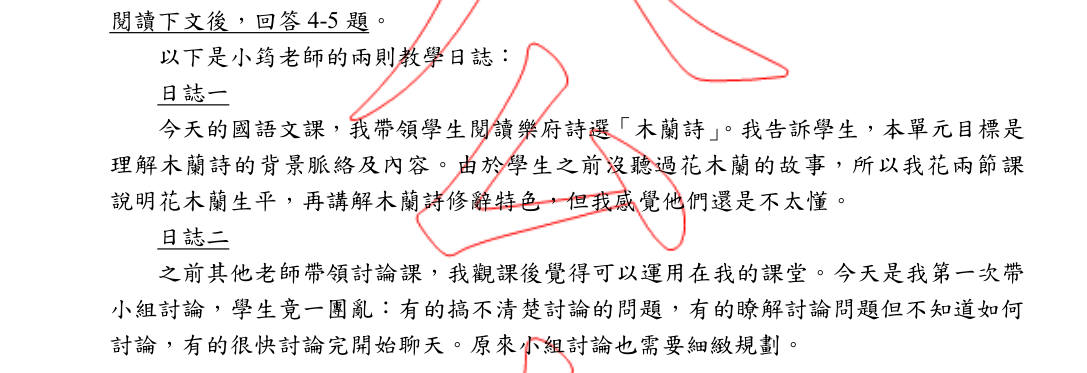 閱讀下文後，回答 4-5 題。
以下是小筠老師的兩則教學日誌：
日誌一
今天的國語文課，我帶領學生閱讀樂府詩選「木蘭詩」。我告訴學生，本單元目標是
理解木蘭詩的背景脈絡及內容。由於學生之前沒聽過花木蘭的故事，所以我花兩節課
說明花木蘭生平，再講解木蘭詩修辭特色，但我感覺他們還是不太懂。
日誌二
之前其他老師帶領討論課，我觀課後覺得可以運用在我的課堂。今天是我第一次帶
小組討論，學生竟一團亂：有的搞不清楚討論的問題，有的瞭解討論問題但不知道如何
討論，有的很快討論完開始聊天。原來小組討論也需要細緻規劃。